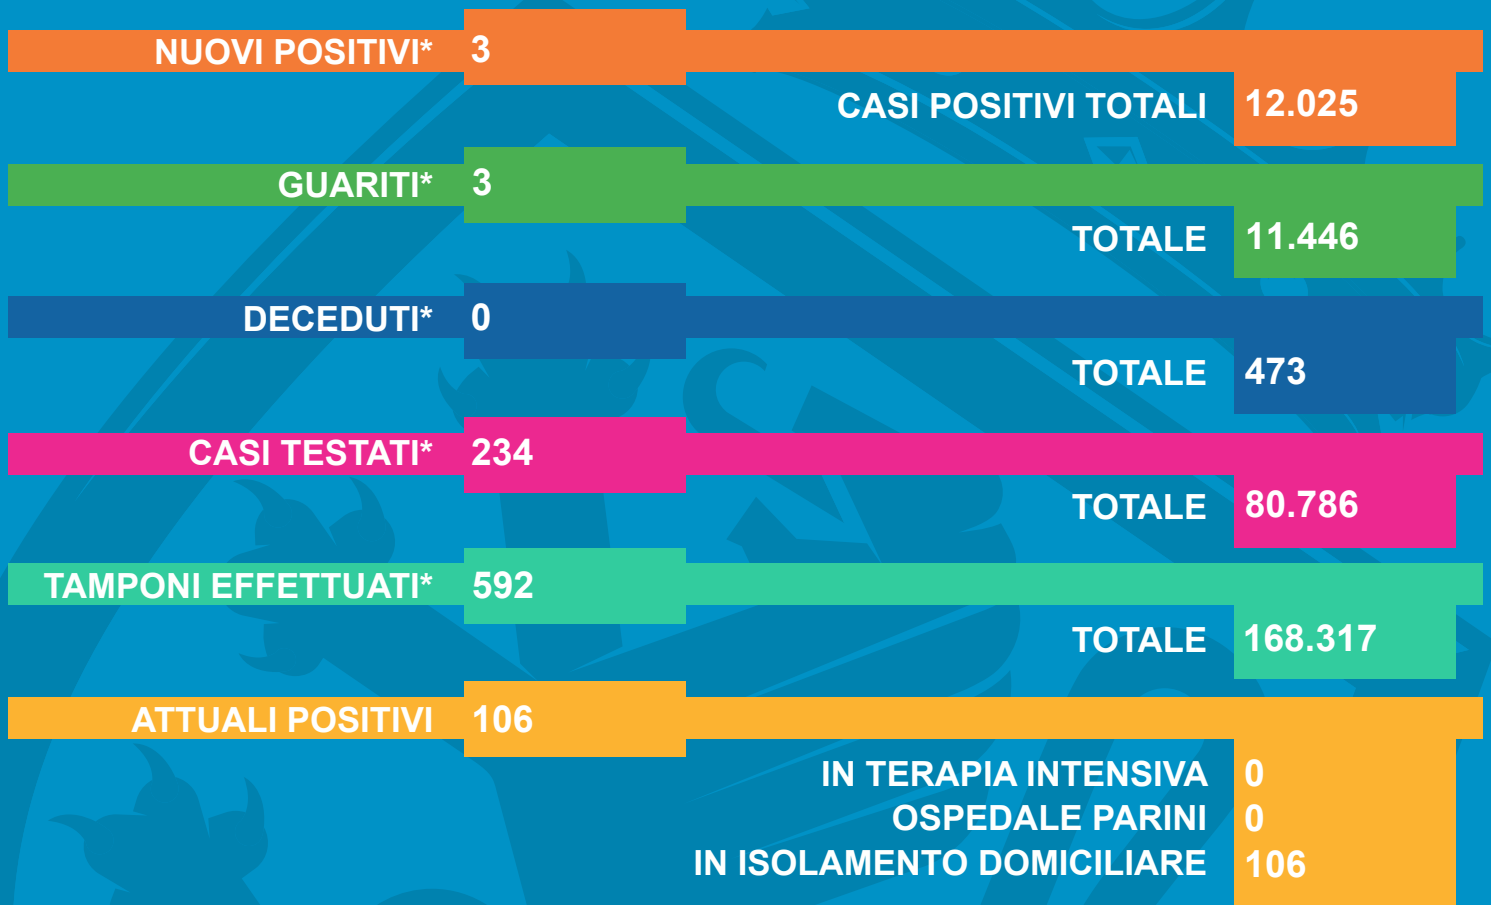 NUOVI POSITIVI* 3
CASI POSITIVI TOTALI 12.025
GUARITI* 3
TOTALE 11.446
DECEDUTI* 0
TOTALE 473
CASI TESTATI* 234
TOTALE 80.786
TAMPONI EFFETTUATI* 592
TOTALE 168.317
ATTUALI POSITIVI 106
IN TERAPIA INTENSIVA 0
OSPEDALE PARINI 0
IN ISOLAMENTO DOMICILIARE 106